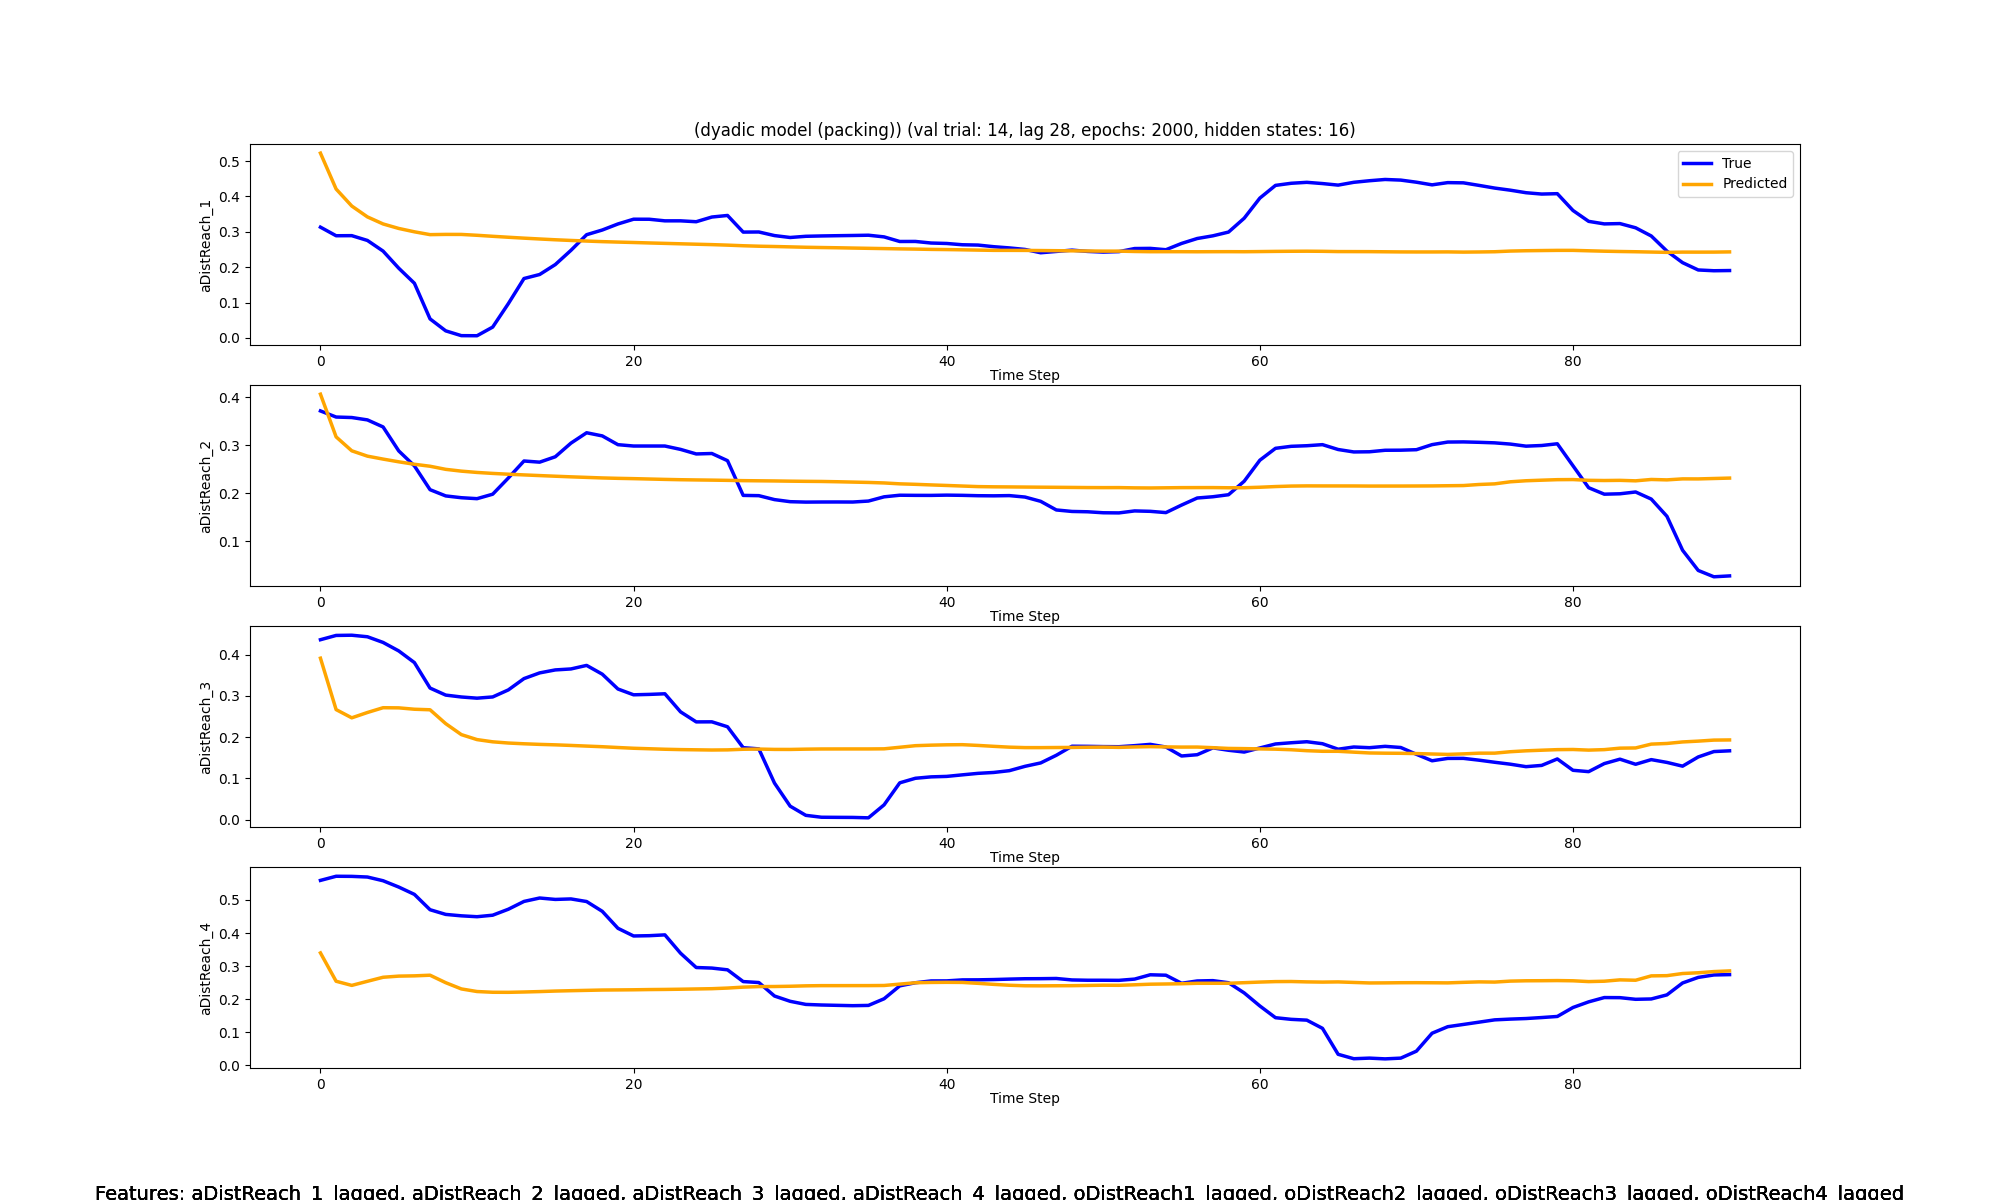 (dyadic model (packing)) (val trial: 14, lag 28, epochs: 2000, hidden states: 16)
True
Predicted
aDistReach_1
0.5
0.4
0.3
0.2
0.1
0.0
0 20 40 60 80
Time Step
aDistReach_2
0.4
0.3
0.2
0.1
0 20 40 60 80
Time Step
aDistReach_3
0.4
0.3
0.2
0.1
0.0
0 20 40 60 80
Time Step
aDistReach_4
0.5
0.4
0.3
0.2
0.1
0.0
0 20 40 60 80
Time Step
Features: aDistReach_1_lagged, aDistReach_2_lagged, aDistReach_3_lagged, aDistReach_4_lagged, oDistReach1_lagged, oDistReach2_lagged, oDistReach3_lagged, oDistReach4_lagged